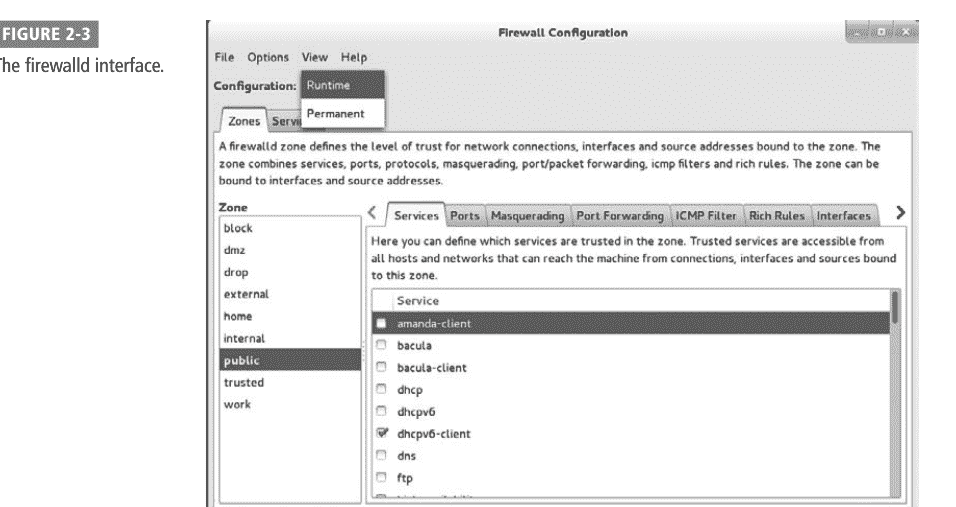 FIGURE 2-3
The firewalld interface.
Firewall Configuration
File Options View Help
Configuration: Runtime
Permanent
Zones
A firewalld zone defines the level of trust for network connections, interfaces and source addresses bound to the zone. The
zone combines services, ports, protocols, masquerading, port/packet forwarding, icmp filters and rich rules. The zone can be
bound to interfaces and source addresses.
Zone
block
dmz
drop
external
home
internal
public
trusted
work
Services Ports Masquerading Port Forwarding ICMP Filter Rich Rules Interfaces
Here you can define which services are trusted in the zone. Trusted services are accessible from
all hosts and networks that can reach the machine from connections, interfaces and sources bound
to this zone.
Service
amanda-client
bacula
bacula-client
dhcp
dhcpv6
dhcpv6-client
dns
ftp